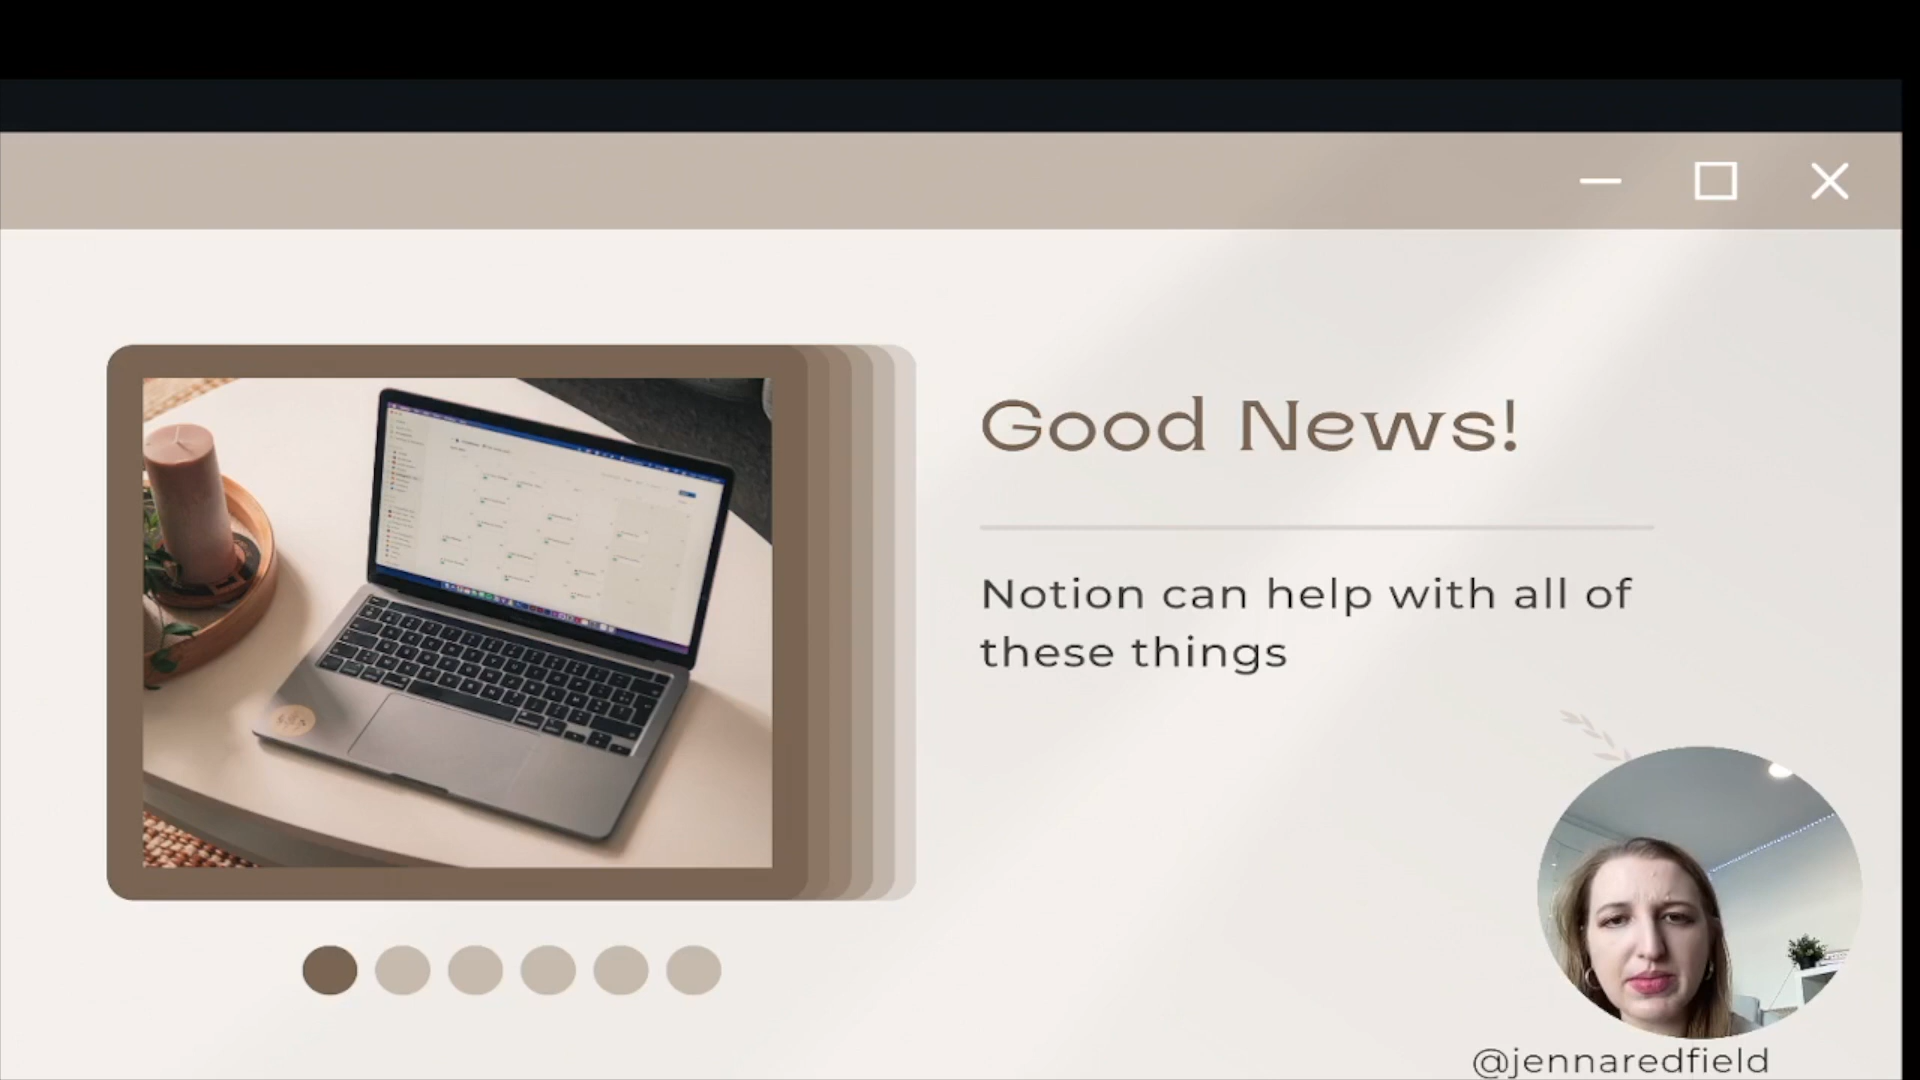 Good News!
Notion can help with all of
these things
@jennaredfield